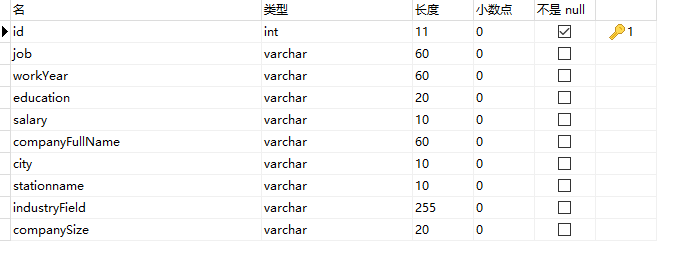 名 类型 长度 小数点 不是 null
id int 11 0 1
job varchar 60 0
workYear varchar 60 0
education varchar 20 0
salary varchar 10 0
companyFullName varchar 60 0
city varchar 10 0
stationname varchar 10 0
industryField varchar 255 0
companySize varchar 20 0